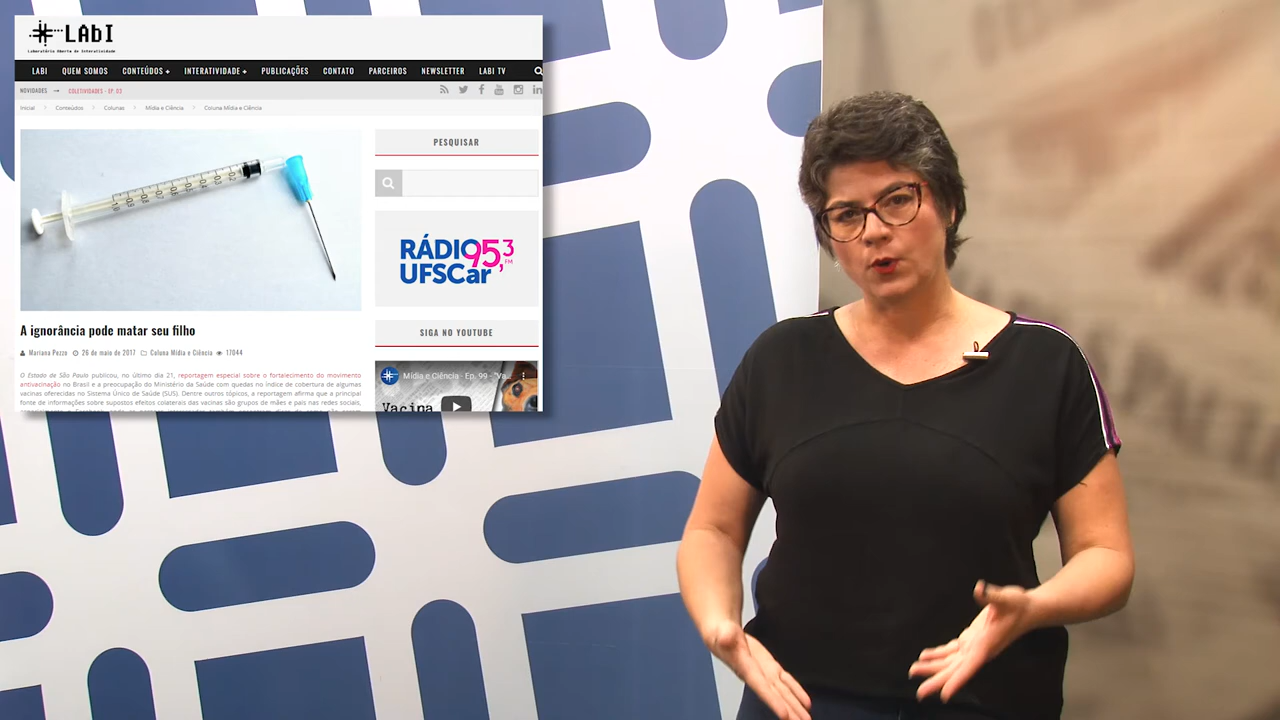 LAbI
Laboratório Aberto de Interatividade
LABI QUEM SOMOS CONTEÚDOS + INTERATIVIDADE + PUBLICAÇÕES CONTATO PARCEIROS NEWSLETTER LABI TV
NOVIDADES → COLETIVIDADES - EP. 03
Inicial Conteúdos Colunas Mídia e Ciência Coluna Mídia e Ciência
PESQUISAR
RÁDIO 95,3 FM
UFSCar
A ignorância pode matar seu filho
SIGA NO YOUTUBE
Mariana Pezzo 26 de maio de 2017 Coluna Mídia e Ciência 17044
O Estado de São Paulo publicou, no último dia 21, reportagem especial sobre o fortalecimento do movimento
antivacinação no Brasil e a preocupação do Ministério da Saúde com quedas no índice de cobertura de algumas
vacinas oferecidas no Sistema Único de Saúde (SUS). Dentre outros tópicos, a reportagem afirma que a principal
fonte de informações sobre supostos efeitos colaterais das vacinas são grupos de mães e pais nas redes sociais,
Mídia e Ciência - Ep. 99 - "Va...
Vacina